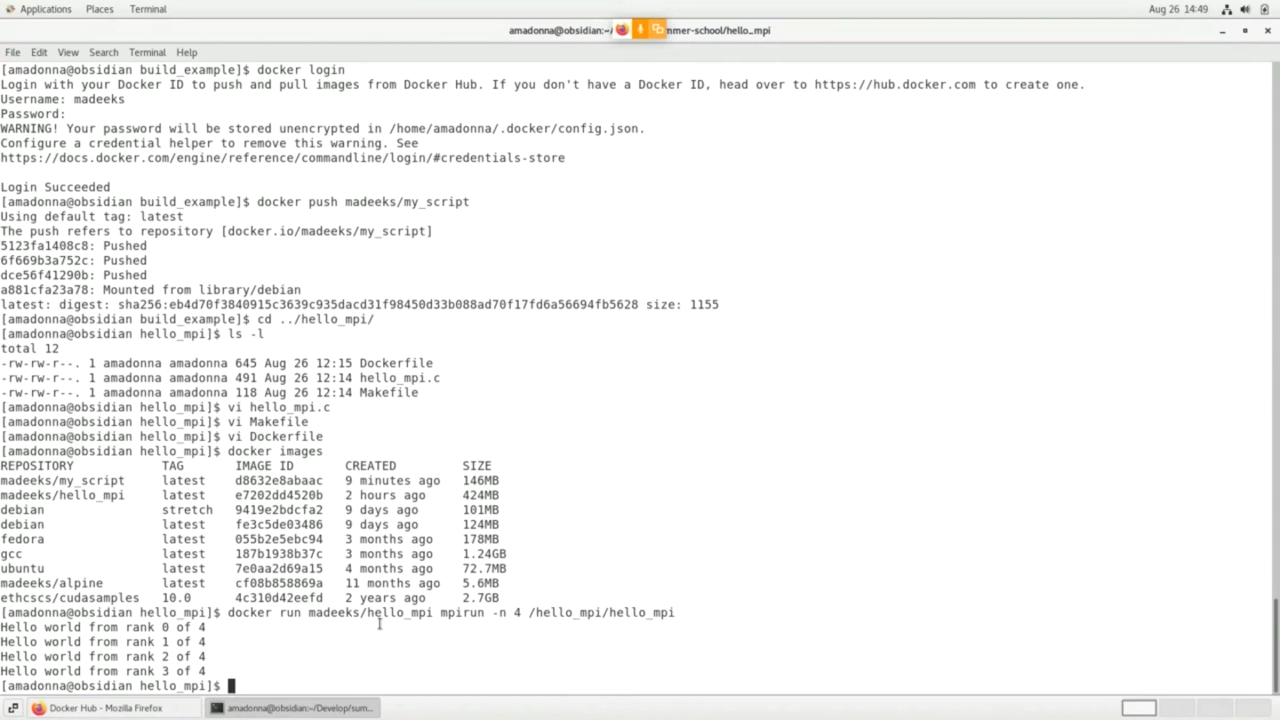 Applications Places Terminal Aug 26 14:49
amadonna@obsidian:~/ mmer-school/hello_mpi
File Edit View Search Terminal Help
[amadonna@obsidian build_example]$ docker login
Login with your Docker ID to push and pull images from Docker Hub. If you don't have a Docker ID, head over to https://hub.docker.com to create one.
Username: madeeks
Password:
WARNING! Your password will be stored unencrypted in /home/amadonna/.docker/config.json.
Configure a credential helper to remove this warning. See
https://docs.docker.com/engine/reference/commandline/login/#credentials-store
Login Succeeded
[amadonna@obsidian build_example]$ docker push madeeks/my_script
Using default tag: latest
The push refers to repository [docker.io/madeeks/my_script]
5123fa1408c8: Pushed
6f669b3a752c: Pushed
dce56f41290b: Pushed
a881cfa23a78: Mounted from library/debian
latest: digest: sha256:eb4d70f3840915c3639c935dacd31f98450d33b088ad70f17fd6a56694fb5628 size: 1155
[amadonna@obsidian build_example]$ cd ../hello_mpi/
[amadonna@obsidian hello_mpi]$ ls -l
total 12
-rw-rw-r--. 1 amadonna amadonna 645 Aug 26 12:15 Dockerfile
-rw-rw-r--. 1 amadonna amadonna 491 Aug 26 12:14 hello_mpi.c
-rw-rw-r--. 1 amadonna amadonna 118 Aug 26 12:14 Makefile
[amadonna@obsidian hello_mpi]$ vi hello_mpi.c
[amadonna@obsidian hello_mpi]$ vi Makefile
[amadonna@obsidian hello_mpi]$ vi Dockerfile
[amadonna@obsidian hello_mpi]$ docker images
REPOSITORY TAG IMAGE ID CREATED SIZE
madeeks/my_script latest d8632e8abaac 9 minutes ago 146MB
madeeks/hello_mpi latest e7202dd4520b 2 hours ago 424MB
debian stretch 9419e2bdcfa2 9 days ago 101MB
debian latest fe3c5de03486 9 days ago 124MB
fedora latest 055b2e5ebc94 3 months ago 178MB
gcc latest 187b1938b37c 3 months ago 1.24GB
ubuntu latest 7e0aa2d69a15 4 months ago 72.7MB
madeeks/alpine latest cf08b858869a 11 months ago 5.6MB
ethcscs/cudasamples 10.0 4c310d42eefd 2 years ago 2.7GB
[amadonna@obsidian hello_mpi]$ docker run madeeks/hello_mpi mpirun -n 4 /hello_mpi/hello_mpi
Hello world from rank 0 of 4
Hello world from rank 1 of 4
Hello world from rank 2 of 4
Hello world from rank 3 of 4
[amadonna@obsidian hello_mpi]$
Docker Hub - Mozilla Firefox amadonna@obsidian:~/Develop/sum...